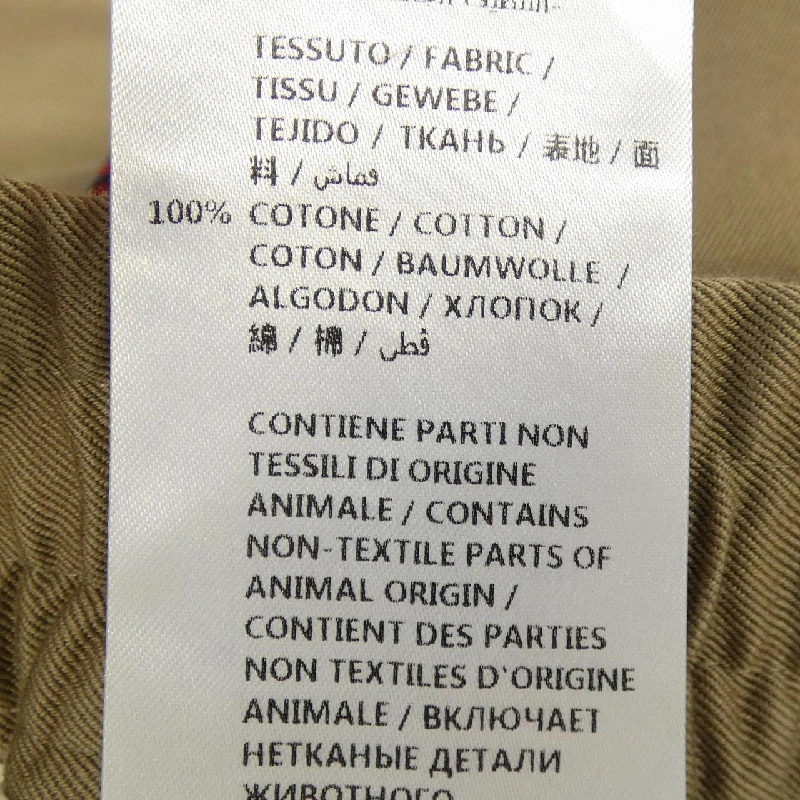 TESSUTO / FABRIC /
TISSU / GEWEBE /
TEJIDO / ТКАНЬ / 表地 / 面
料 / قماش
100% COTONE / COTTON /
COTON / BAUMWOLLE /
ALGODON / ХЛОПОК /
綿 / 棉 / قطن
CONTIENE PARTI NON
TESSILI DI ORIGINE
ANIMALE / CONTAINS
NON-TEXTILE PARTS OF
ANIMAL ORIGIN /
CONTIENT DES PARTIES
NON TEXTILES D'ORIGINE
ANIMALE / ВКЛЮЧАЕТ
НЕТКАНЫЕ ДЕТАЛИ
ЖИВОТНОГО